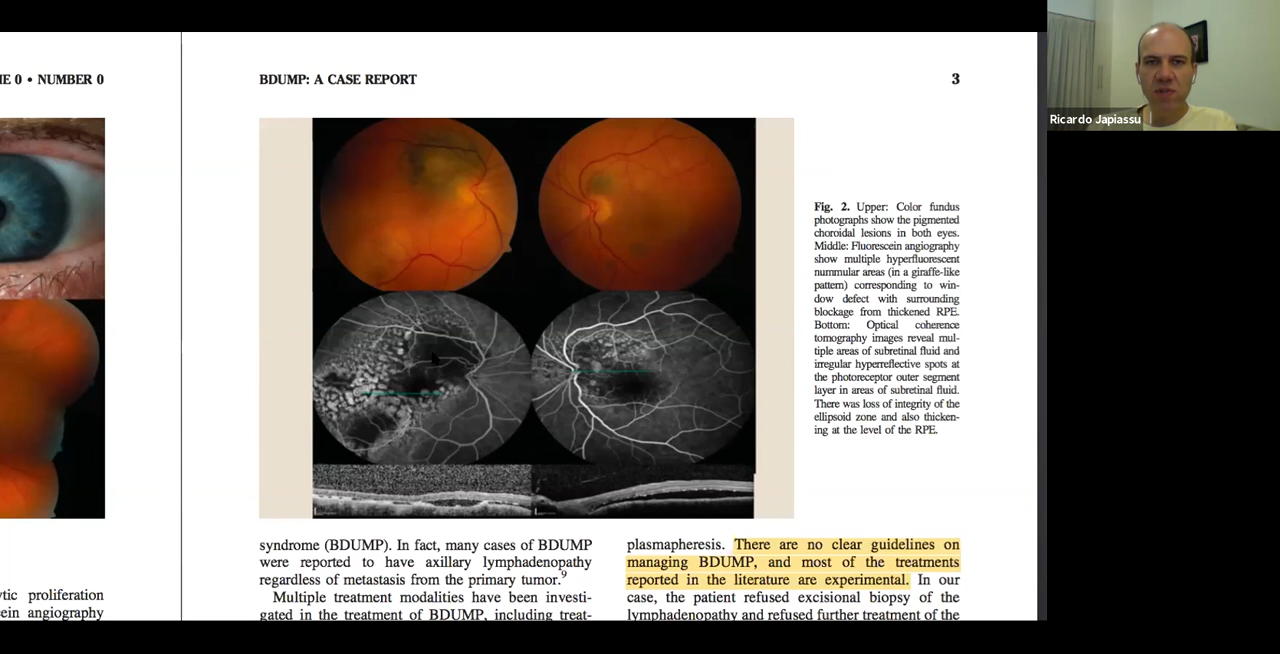 IE 0 • NUMBER 0
BDUMP: A CASE REPORT
3
Ricardo Japiassu
Fig. 2. Upper: Color fundus
photographs show the pigmented
choroidal lesions in both eyes.
Middle: Fluorescein angiography
show multiple hyperfluorescent
nummular areas (in a giraffe-like
pattern) corresponding to win-
dow defect with surrounding
blockage from thickened RPE.
Bottom: Optical coherence
tomography images reveal mul-
tiple areas of subretinal fluid and
irregular hyperreflective spots at
the photoreceptor outer segment
layer in areas of subretinal fluid.
There was loss of integrity of the
ellipsoid zone and also thicken-
ing at the level of the RPE.
tic proliferation
cein angiography
syndrome (BDUMP). In fact, many cases of BDUMP
were reported to have axillary lymphadenopathy
regardless of metastasis from the primary tumor.9
Multiple treatment modalities have been investi-
gated in the treatment of BDUMP, including treat-
plasmapheresis. There are no clear guidelines on
managing BDUMP, and most of the treatments
reported in the literature are experimental. In our
case, the patient refused excisional biopsy of the
lymphadenopathy and refused further treatment of the